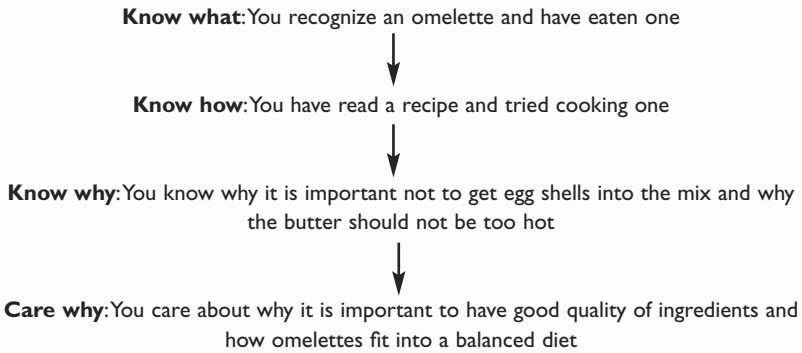 Know what: You recognize an omelette and have eaten one
Know how: You have read a recipe and tried cooking one
Know why: You know why it is important not to get egg shells into the mix and why
the butter should not be too hot
Care why: You care about why it is important to have good quality of ingredients and
how omelettes fit into a balanced diet